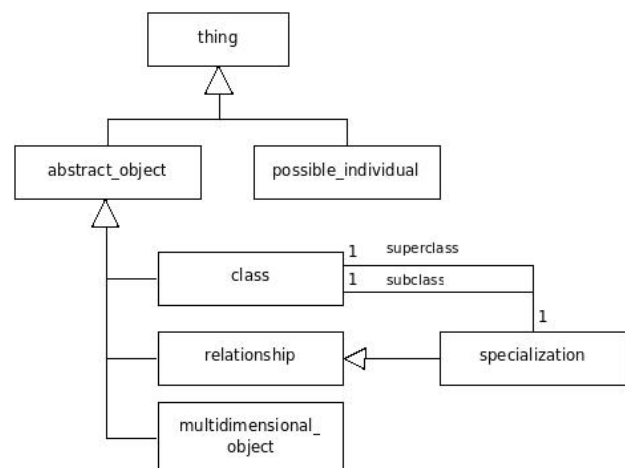 thing
abstract_object
possible_individual
1
superclass
class
1
subclass
1
relationship
specialization
multidimensional_
object